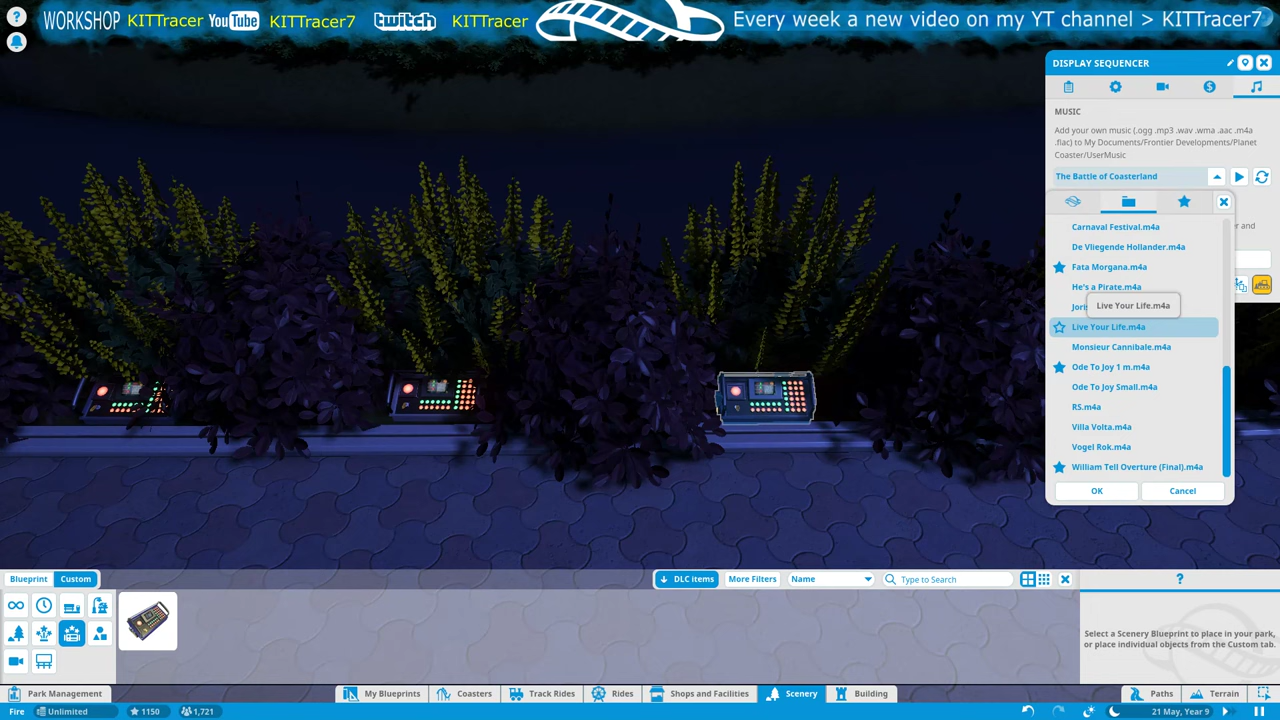 WORKSHOP KITTracer YouTube KITTracer7 twitch KITTracer Every week a new video on my YT channel > KITTracer7
DISPLAY SEQUENCER
MUSIC
Add your own music (.ogg .mp3 .wav .wma .aac .m4a
.flac) to My Documents/Frontier Developments/Planet
Coaster/UserMusic
The Battle of Coasterland
Carnaval Festival.m4a
De Vliegende Hollander.m4a
Fata Morgana.m4a
He's a Pirate.m4a
Live Your Life.m4a
Live Your Life.m4a
Monsieur Cannibale.m4a
Ode To Joy 1 m.m4a
Ode To Joy Small.m4a
RS.m4a
Villa Volta.m4a
Vogel Rok.m4a
William Tell Overture (Final).m4a
OK Cancel
Blueprint Custom DLC items More Filters Name Type to Search ?
Select a Scenery Blueprint to place in your park,
or place individual objects from the Custom tab.
Park Management My Blueprints Coasters Track Rides Rides Shops and Facilities Scenery Building Paths Terrain
Fire Unlimited 1150 1,721 21 May, Year 9